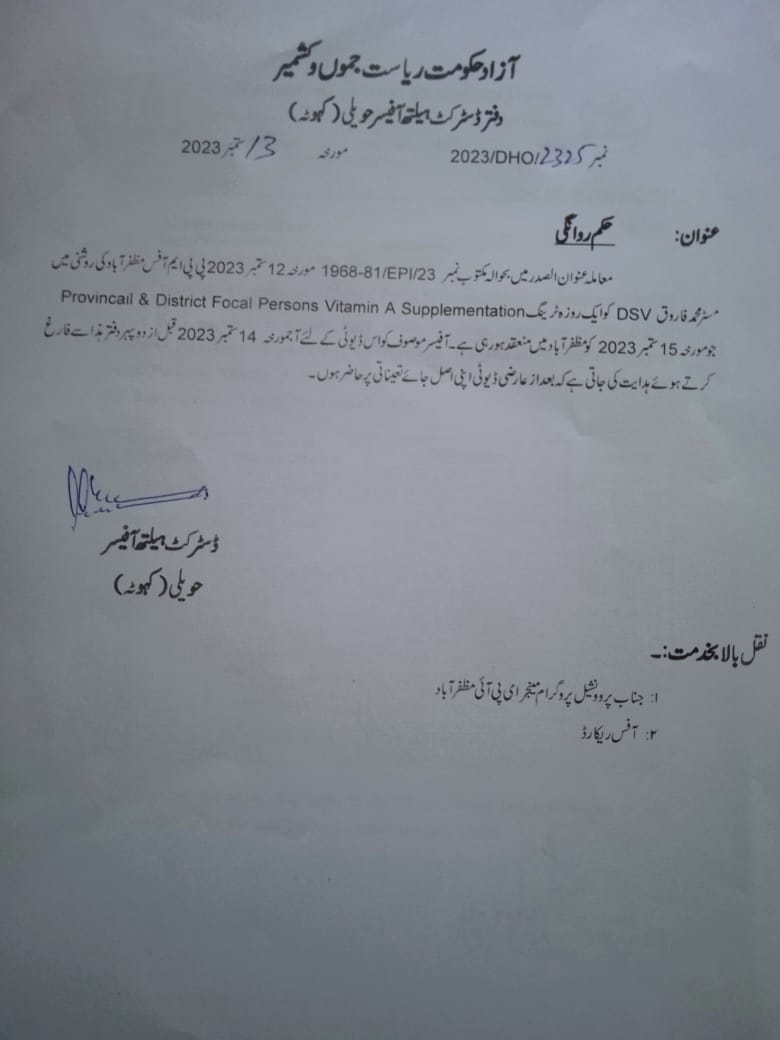 آزاد حکومت ریاست جموں و کشمیر
دفتر ڈسٹرکٹ ہیلتھ آفیسر حویلی (کہوٹہ)
نمبر 2325/2023/DHO مورخہ 13/ ستمبر 2023
عنوان: حکم روانگی
معاملہ عنوان الصدر میں بحوالہ مکتوب نمبر 1968-81/EPI/23 مورخہ 12 ستمبر 2023 پی پی ایم آفس مظفر آباد کی روشنی میں
مسٹر محمد فاروق DSV کو ایک روزہ ٹریننگ Provincail & District Focal Persons Vitamin A Supplementation
جو مورخہ 15 ستمبر 2023 کو مظفر آباد میں منعقد ہو رہی ہے۔ آفیسر موصوف کو اس ڈیوٹی کے لئے آجمورخہ 14 ستمبر 2023 قبل از دوپہر دفتر ہذا سے فارغ
کرتے ہوئے ہدایت کی جاتی ہے کہ بعد از عارضی ڈیوٹی اپنی اصل جائے تعیناتی پر حاضر ہوں۔
ڈسٹرکٹ ہیلتھ آفیسر
حویلی (کہوٹہ)
نقل بالا بخدمت:۔
۱: جناب پروونشیل پروگرام مینجر ای پی آئی مظفر آباد
۲: آفس ریکارڈ